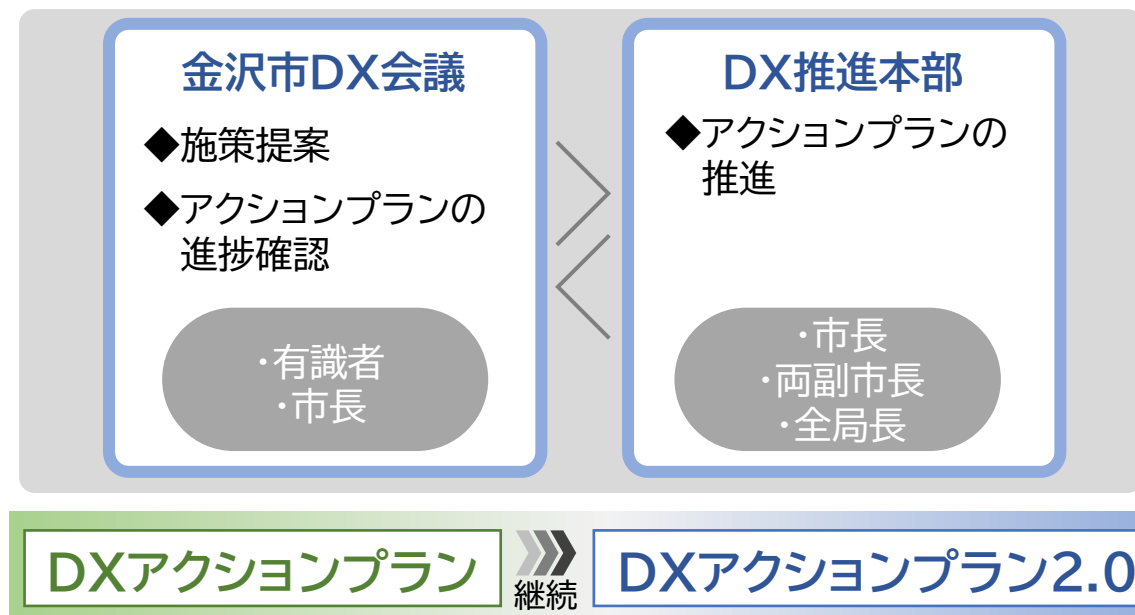 金沢市DX会議
◆施策提案
◆アクションプランの
進捗確認
・有識者
・市長
DX推進本部
◆アクションプランの
推進
・市長
・両副市長
・全局長
DXアクションプラン
継続
DXアクションプラン2.0